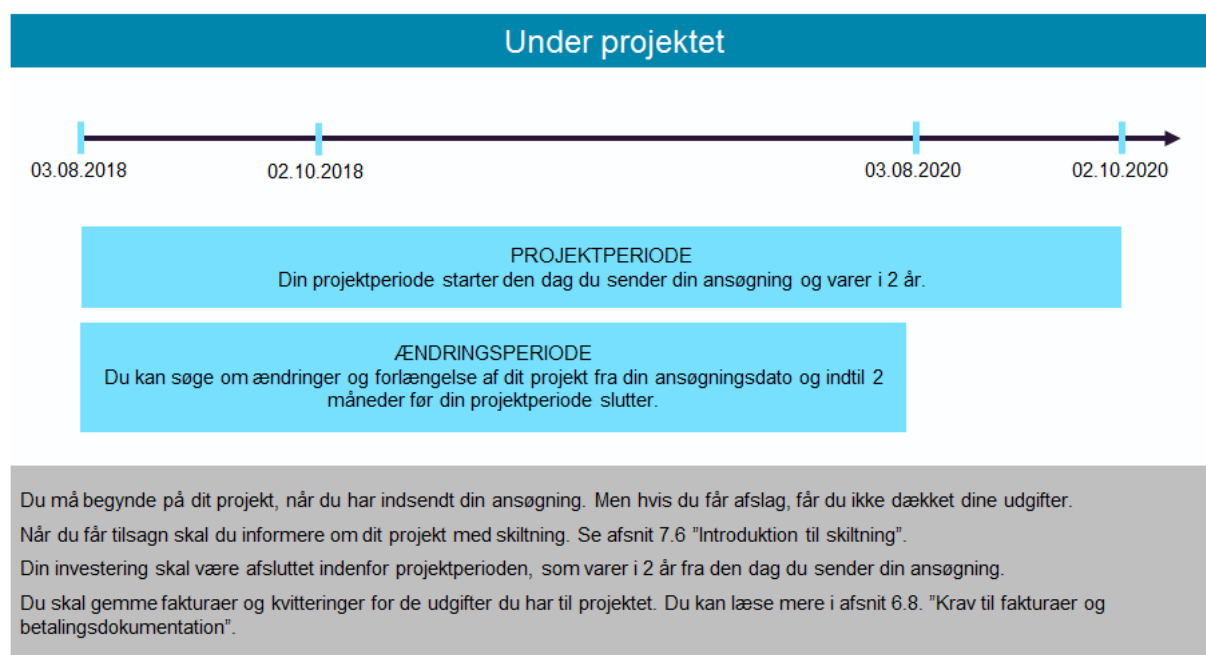 Under projektet
03.08.2018
02.10.2018
03.08.2020
02.10.2020
PROJEKTPERIODE
Din projektperiode starter den dag du sender din ansøgning og varer i 2 år.
ÆNDRINGSPERIODE
Du kan søge om ændringer og forlængelse af dit projekt fra din ansøgningsdato og indtil 2
måneder før din projektperiode slutter.
Du må begynde på dit projekt, når du har indsendt din ansøgning. Men hvis du får afslag, får du ikke dækket dine udgifter.
Når du får tilsagn skal du informere om dit projekt med skiltning. Se afsnit 7.6 ”Introduktion til skiltning”.
Din investering skal være afsluttet indenfor projektperioden, som varer i 2 år fra den dag du sender din ansøgning.
Du skal gemme fakturaer og kvitteringer for de udgifter du har til projektet. Du kan læse mere i afsnit 6.8. ”Krav til fakturaer og
betalingsdokumentation”.